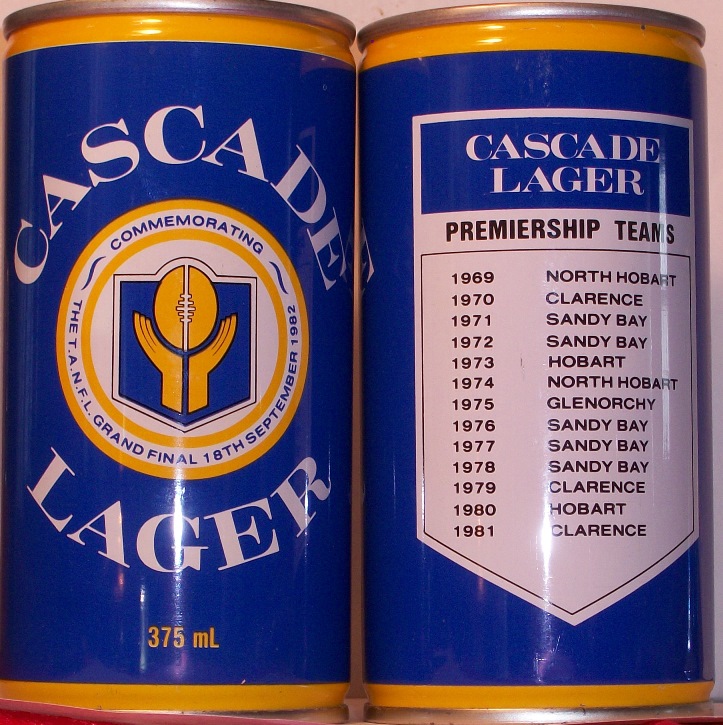 CASCADE
COMMEMORATING
THE T.A.N.F.L. GRAND FINAL 18TH SEPTEMBER 1982
LAGER
375 mL
CASCADE
LAGER
PREMIERSHIP TEAMS
1969 NORTH HOBART
1970 CLARENCE
1971 SANDY BAY
1972 SANDY BAY
1973 HOBART
1974 NORTH HOBART
1975 GLENORCHY
1976 SANDY BAY
1977 SANDY BAY
1978 SANDY BAY
1979 CLARENCE
1980 HOBART
1981 CLARENCE